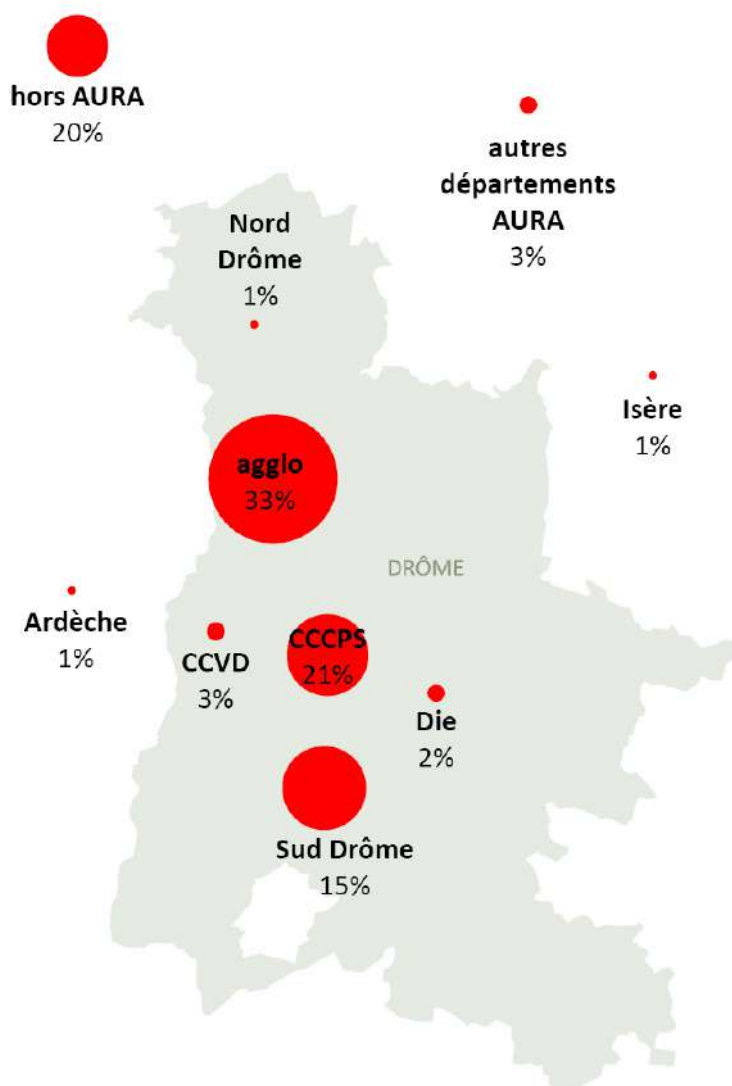 hors AURA
20%
autres
départements
AURA
3%
Nord
Drôme
1%
Isère
1%
agglo
33%
DRÔME
Ardèche
1%
CCVD
3%
CCCPS
21%
Die
2%
Sud Drôme
15%